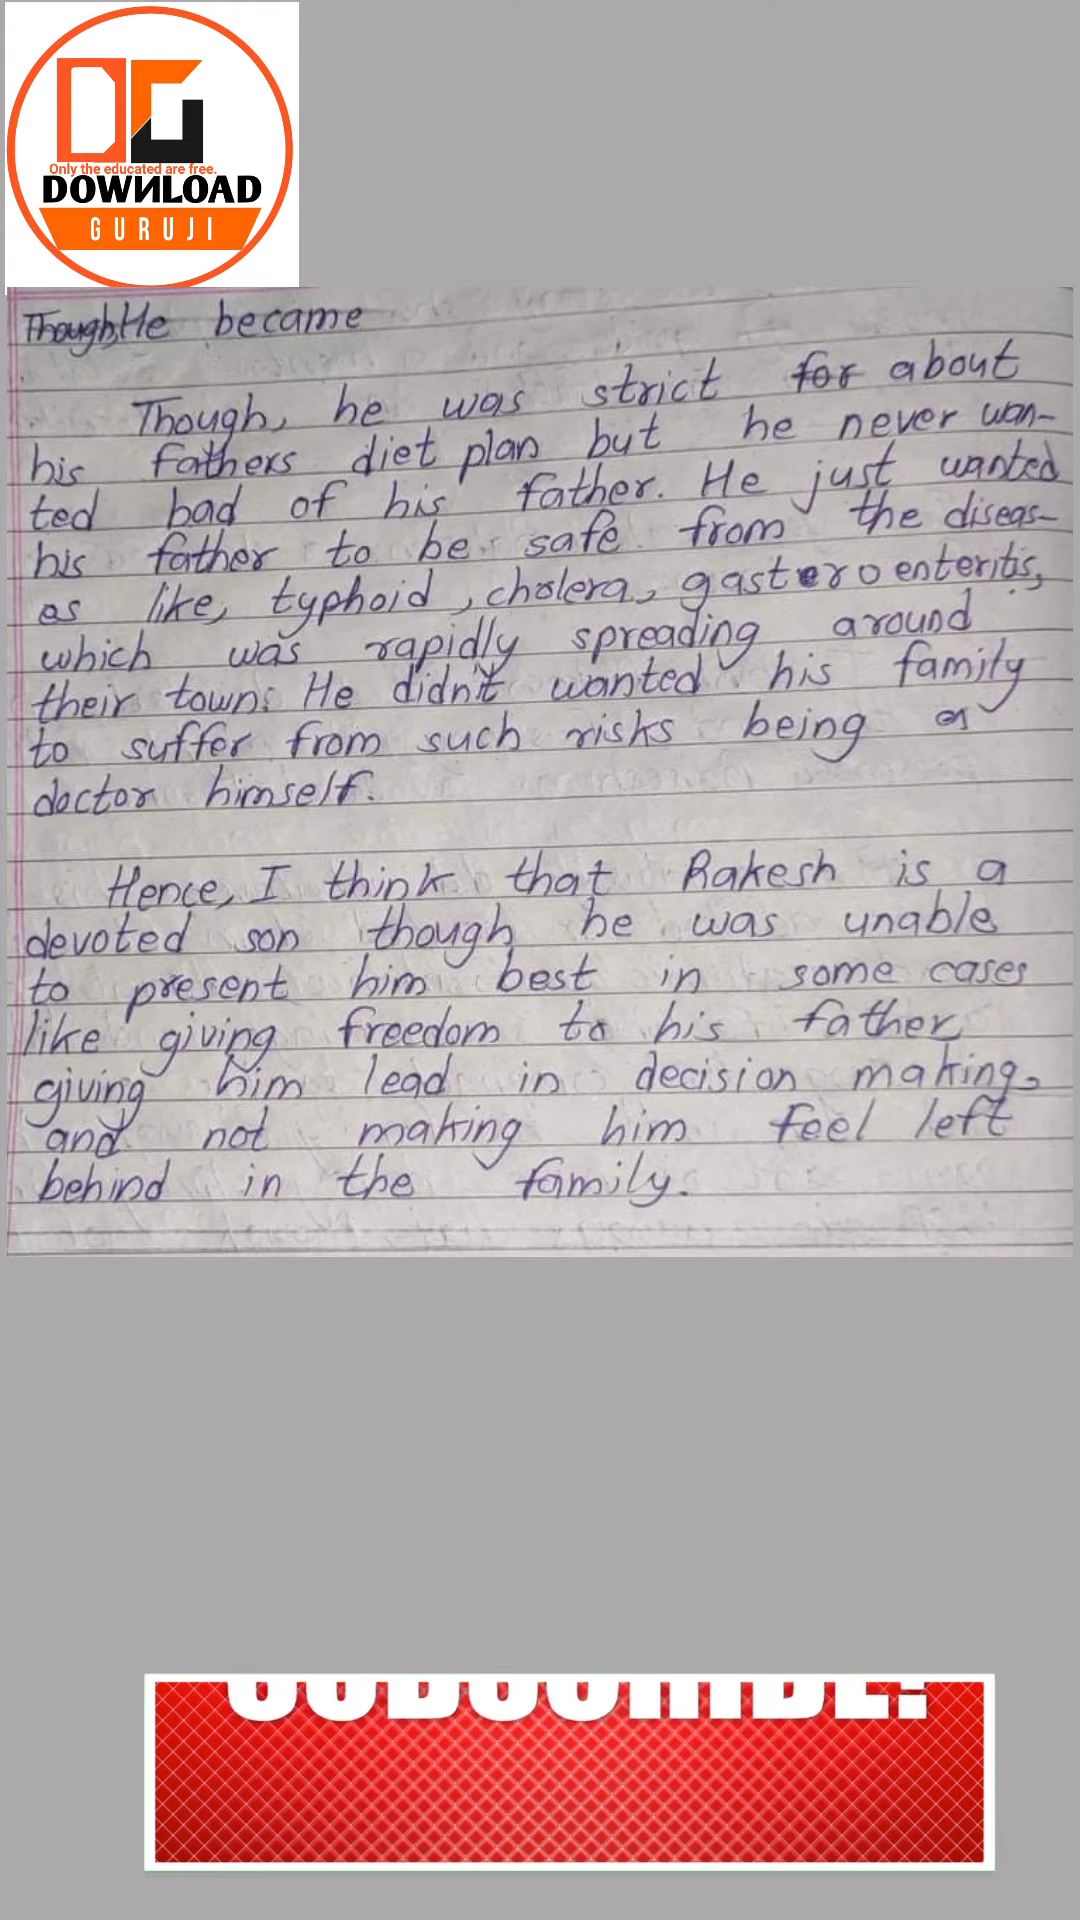 DG
Only the educated are free.
DOWNLOAD
GURUJI
Though, He became
Though, he was strict for about
his fathers diet plan but he never wan-
ted bad of his father. He just wanted
his father to be safe from the diseas-
es like, typhoid, cholera, gasteroenteritis,
which was rapidly spreading around
their town. He didn't wanted his family
to suffer from such risks being a
doctor himself.
Hence, I think that Rakesh is a
devoted son though he was unable
to present him best in some cases
like giving freedom to his father,
giving him lead in decision making,
and not making him feel left
behind in the family.
SUBSCRIBE!